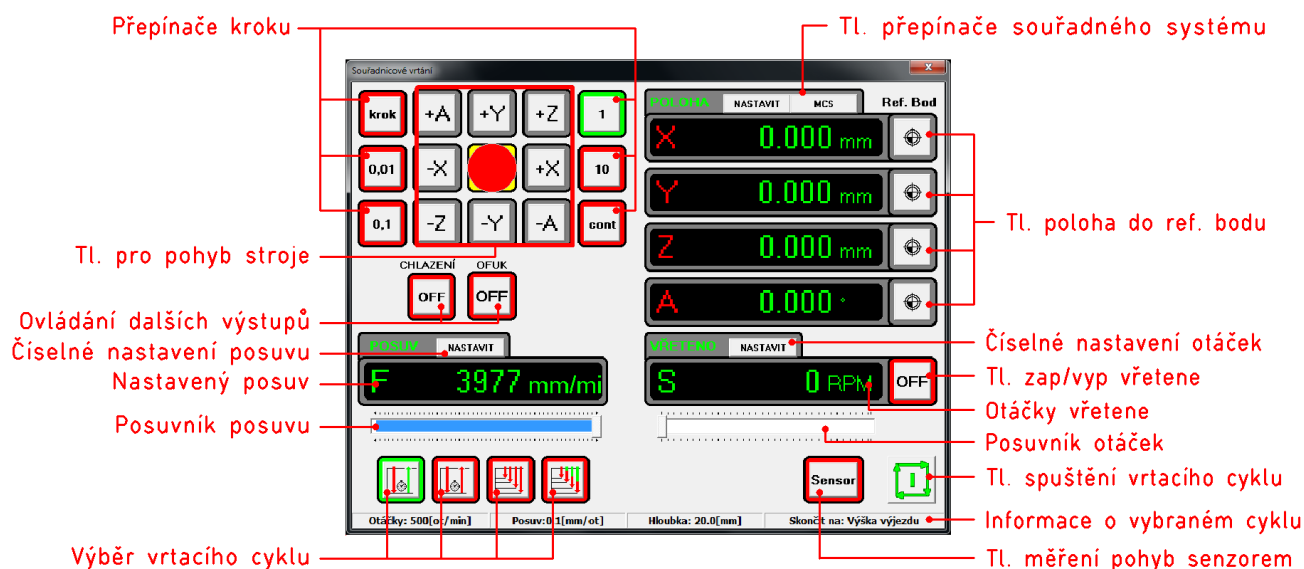 Přepínače kroku
Tl. přepínače souřadného systému
Souřadnicové vrtání
x
krok
+A
+Y
+Z
1
0,01
-X
+X
10
0,1
-Z
-Y
-A
cont
POLOHA
NASTAVIT
MCS
Ref. Bod
X 0.000 mm
Y 0.000 mm
Z 0.000 mm
A 0.000 °
Tl. poloha do ref. bodu
Tl. pro pohyb stroje
CHLAZENÍ
OFUK
OFF
OFF
Ovládání dalších výstupů
Číselné nastavení posuvu
POSUV
NASTAVIT
VŘETENO
NASTAVIT
Číselné nastavení otáček
Nastavený posuv
F 3977 mm/mi
S 0 RPM
OFF
Tl. zap/vyp vřetene
Otáčky vřetene
Posuvník posuvu
Posuvník otáček
Sensor
Tl. spuštění vrtacího cyklu
Otáčky: 500[ot/min]
Posuv:0.1[mm/ot]
Hloubka: 20.0[mm]
Skončit na: Výška výjezdu
Informace o vybraném cyklu
Výběr vrtacího cyklu
Tl. měření pohyb senzorem